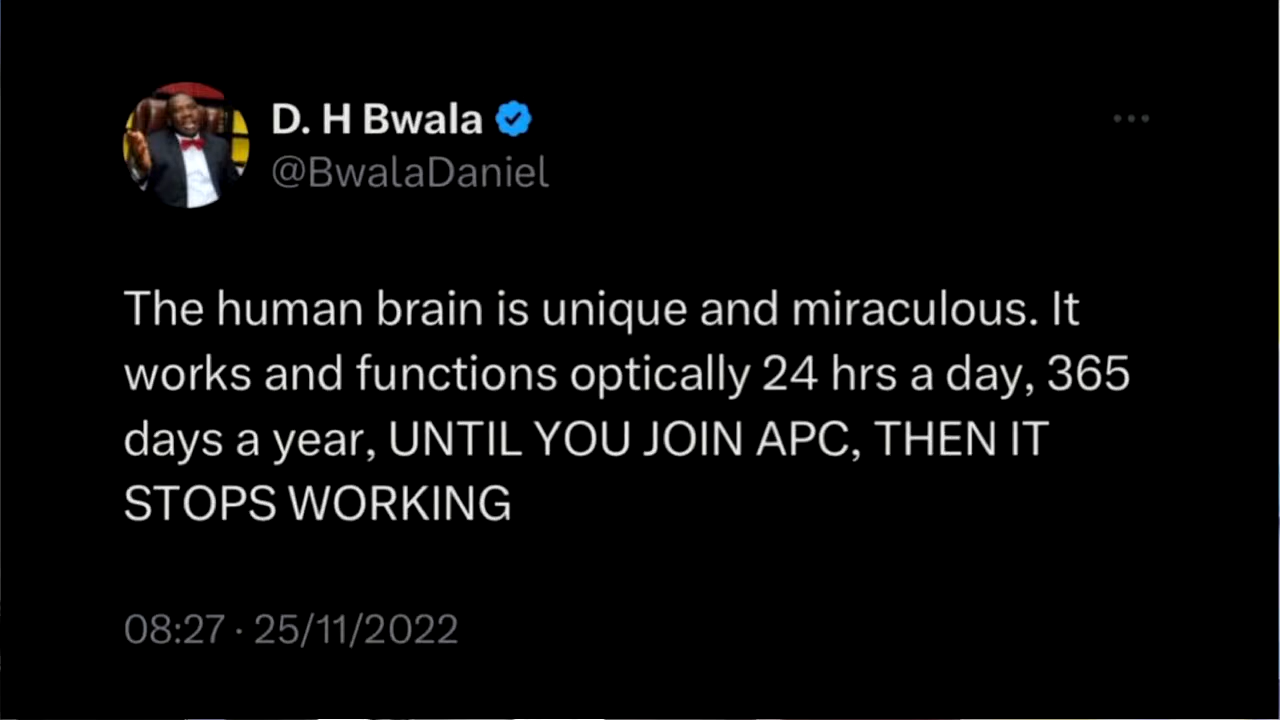 D. H Bwala
@BwalaDaniel
The human brain is unique and miraculous. It
works and functions optically 24 hrs a day, 365
days a year, UNTIL YOU JOIN APC, THEN IT
STOPS WORKING
08:27 · 25/11/2022